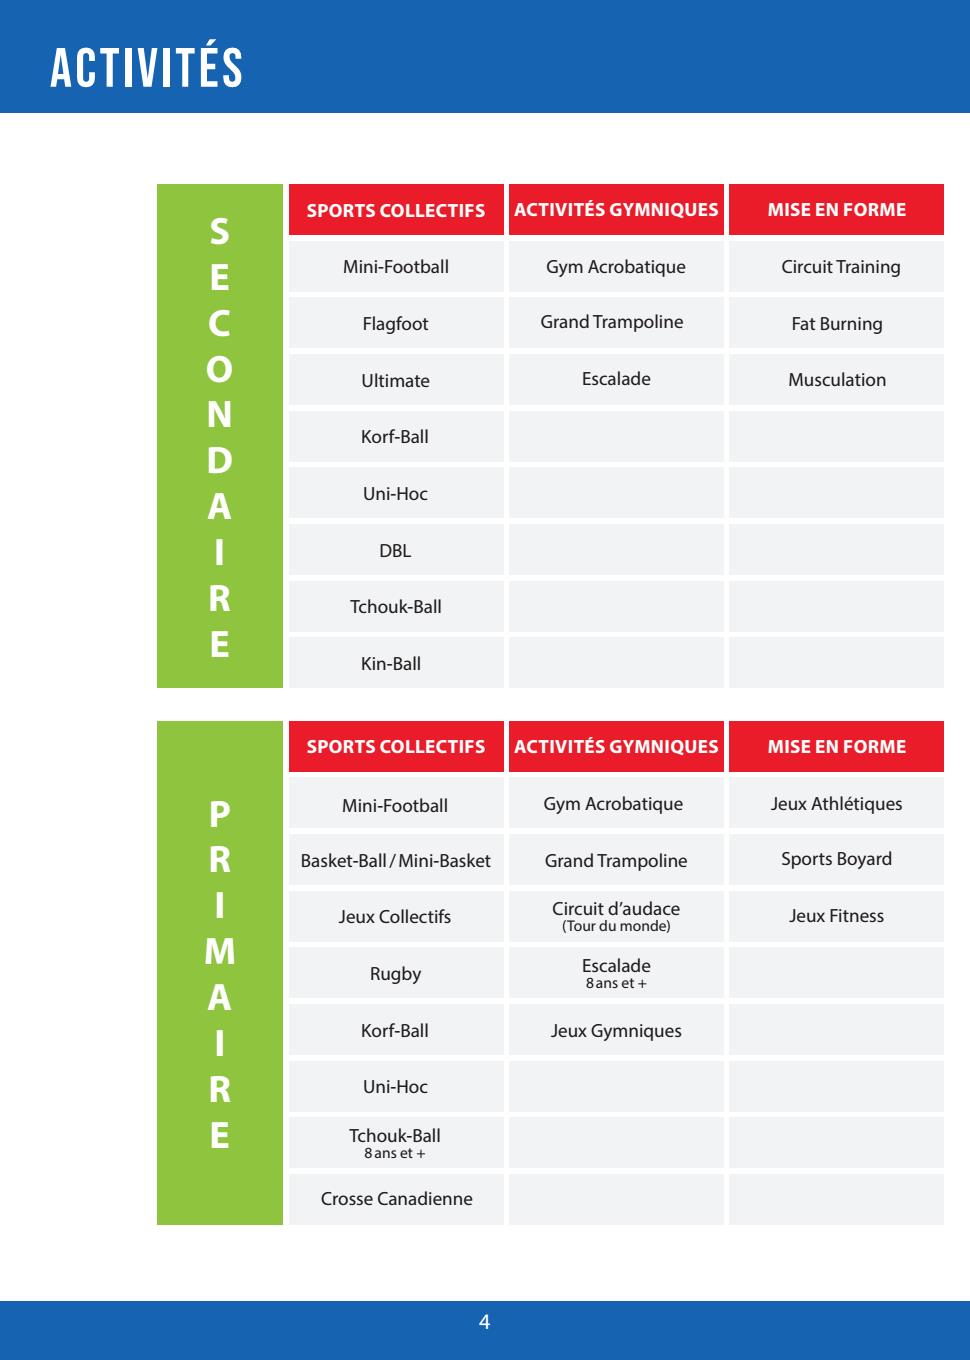 ACTIVITÉS
SECONDAIRE
SPORTS COLLECTIFS ACTIVITÉS GYMNIQUES MISE EN FORME
Mini-Football Gym Acrobatique Circuit Training
Flagfoot Grand Trampoline Fat Burning
Ultimate Escalade Musculation
Korf-Ball
Uni-Hoc
DBL
Tchouk-Ball
Kin-Ball
PRIMAIRE
SPORTS COLLECTIFS ACTIVITÉS GYMNIQUES MISE EN FORME
Mini-Football Gym Acrobatique Jeux Athlétiques
Basket-Ball / Mini-Basket Grand Trampoline Sports Boyard
Jeux Collectifs Circuit d’audace Jeux Fitness
(Tour du monde)
Rugby Escalade
8 ans et +
Korf-Ball Jeux Gymniques
Uni-Hoc
Tchouk-Ball
8 ans et +
Crosse Canadienne
4